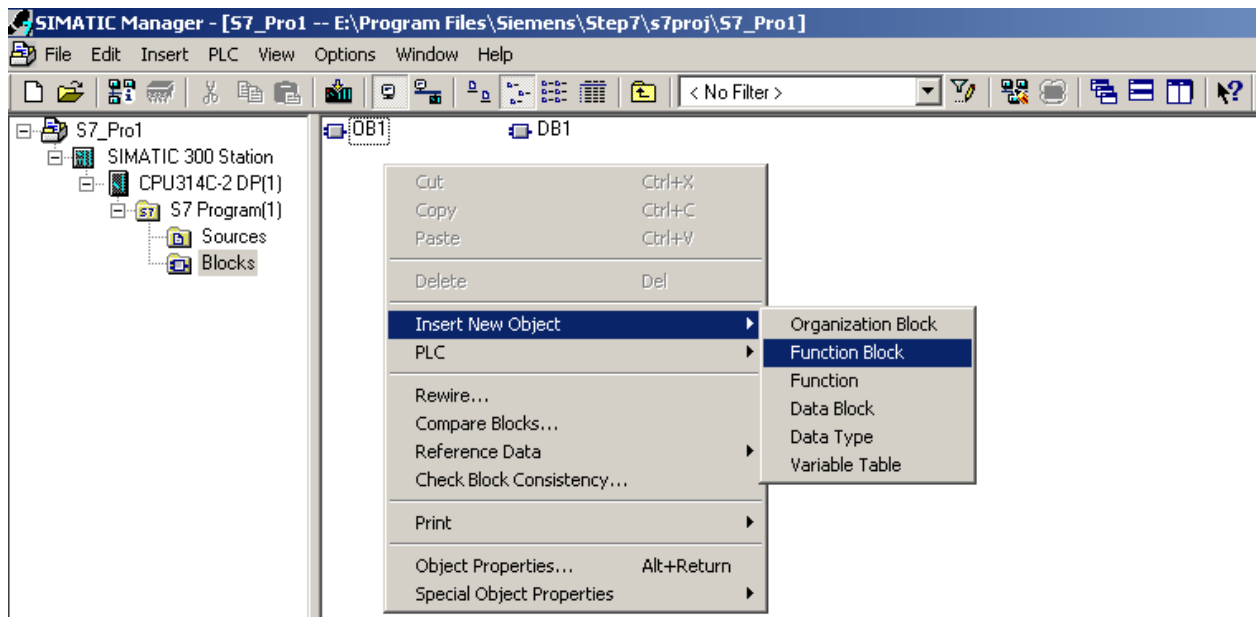 SIMATIC Manager - [S7_Pro1 -- E:\Program Files\Siemens\Step7\s7proj\S7_Pro1]
File Edit Insert PLC View Options Window Help
< No Filter >
S7_Pro1
SIMATIC 300 Station
CPU314C-2 DP(1)
S7 Program(1)
S7
Sources
Blocks
OB1 DB1
Cut Ctrl+X
Copy Ctrl+C
Paste Ctrl+V
Delete Del
Insert New Object
PLC
Rewire...
Compare Blocks...
Reference Data
Check Block Consistency...
Print
Object Properties... Alt+Return
Special Object Properties
Organization Block
Function Block
Function
Data Block
Data Type
Variable Table